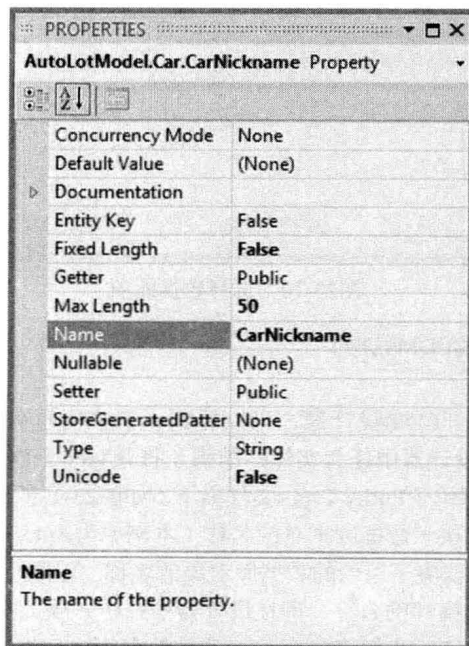 PROPERTIES
AutoLotModel.Car.CarNickname Property
Concurrency Mode None
Default Value (None)
Documentation
Entity Key False
Fixed Length False
Getter Public
Max Length 50
Name CarNickname
Nullable (None)
Setter Public
StoreGeneratedPatter None
Type String
Unicode False
Name
The name of the property.